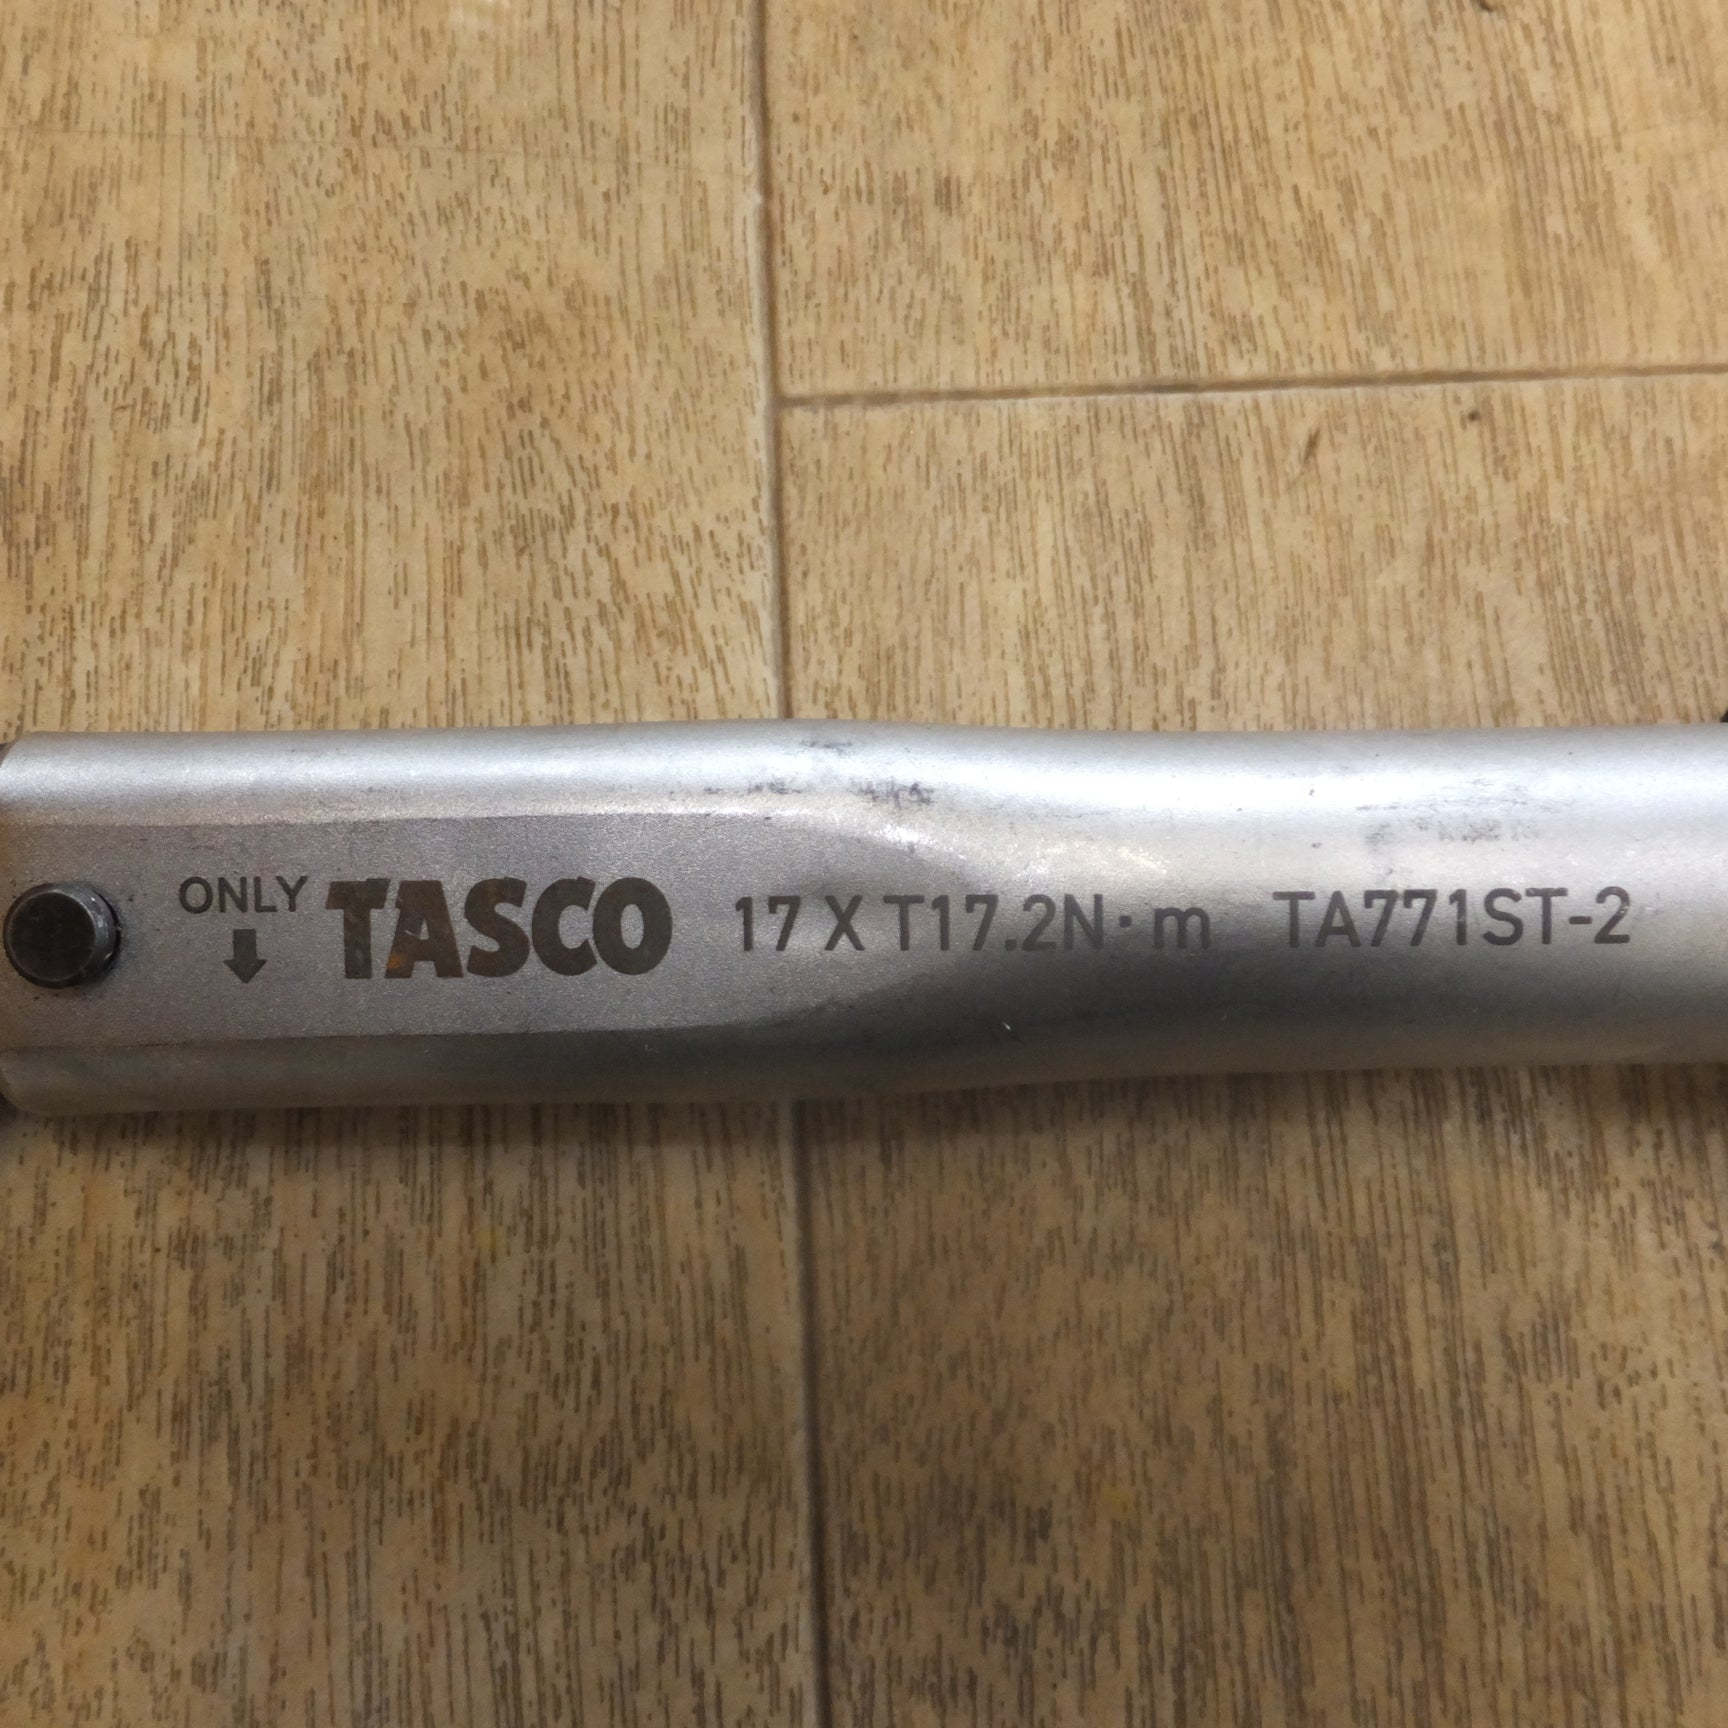 ONLY TASCO 17 X T17.2N·m TA771ST-2
↓